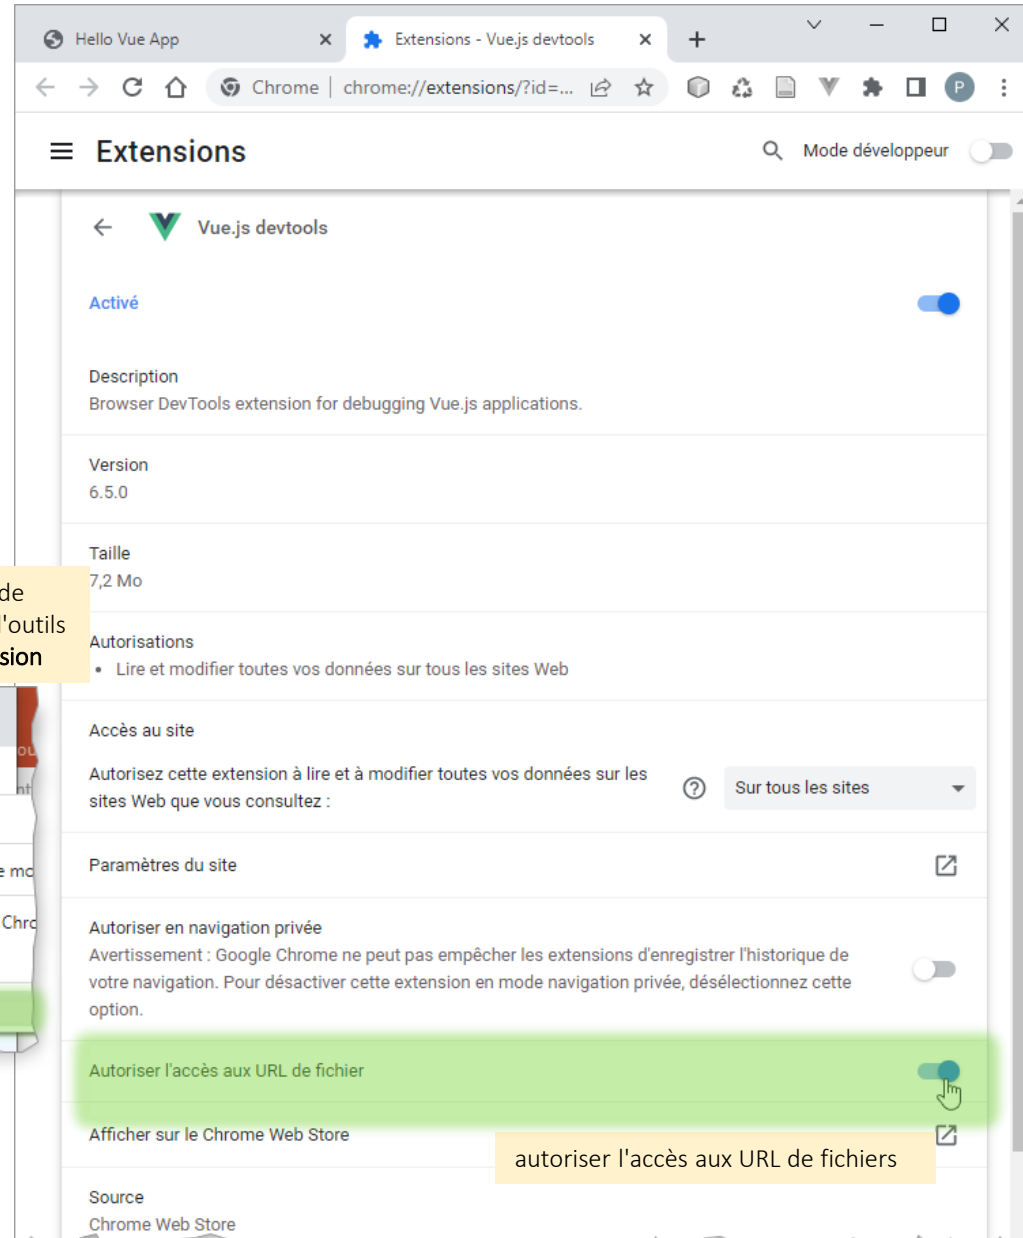 Hello Vue App
Extensions - Vue.js devtools
Chrome | chrome://extensions/?id=...
P
Extensions
Mode développeur
Vue.js devtools
Activé
Description
Browser DevTools extension for debugging Vue.js applications.
Version
6.5.0
Taille
7,2 Mo
de
l'outils
sion
Autorisations
• Lire et modifier toutes vos données sur tous les sites Web
Accès au site
Autorisez cette extension à lire et à modifier toutes vos données sur les
sites Web que vous consultez :
Sur tous les sites
Paramètres du site
Chro
Autoriser en navigation privée
Avertissement : Google Chrome ne peut pas empêcher les extensions d'enregistrer l'historique de
votre navigation. Pour désactiver cette extension en mode navigation privée, désélectionnez cette
option.
Autoriser l'accès aux URL de fichier
Afficher sur le Chrome Web Store
autoriser l'accès aux URL de fichiers
Source
Chrome Web Store